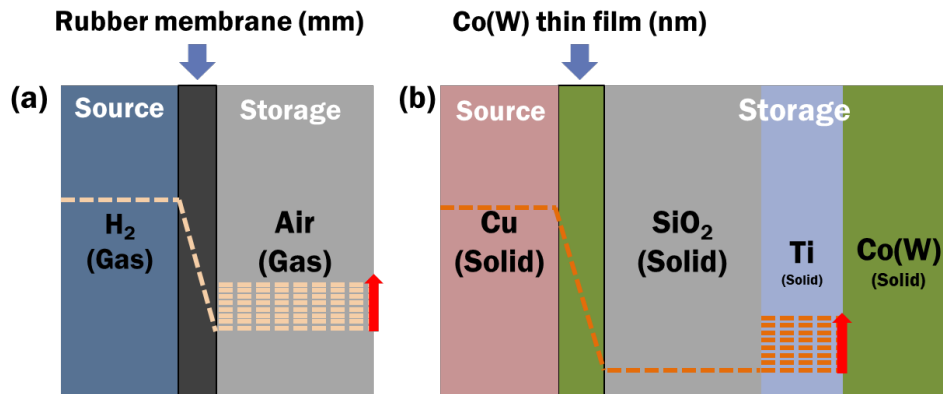 Rubber membrane (mm)
Co(W) thin film (nm)
(a)
Source
Storage
H₂
(Gas)
Air
(Gas)
(b)
Source
Storage
Cu
(Solid)
SiO₂
(Solid)
Ti
(Solid)
Co(W)
(Solid)